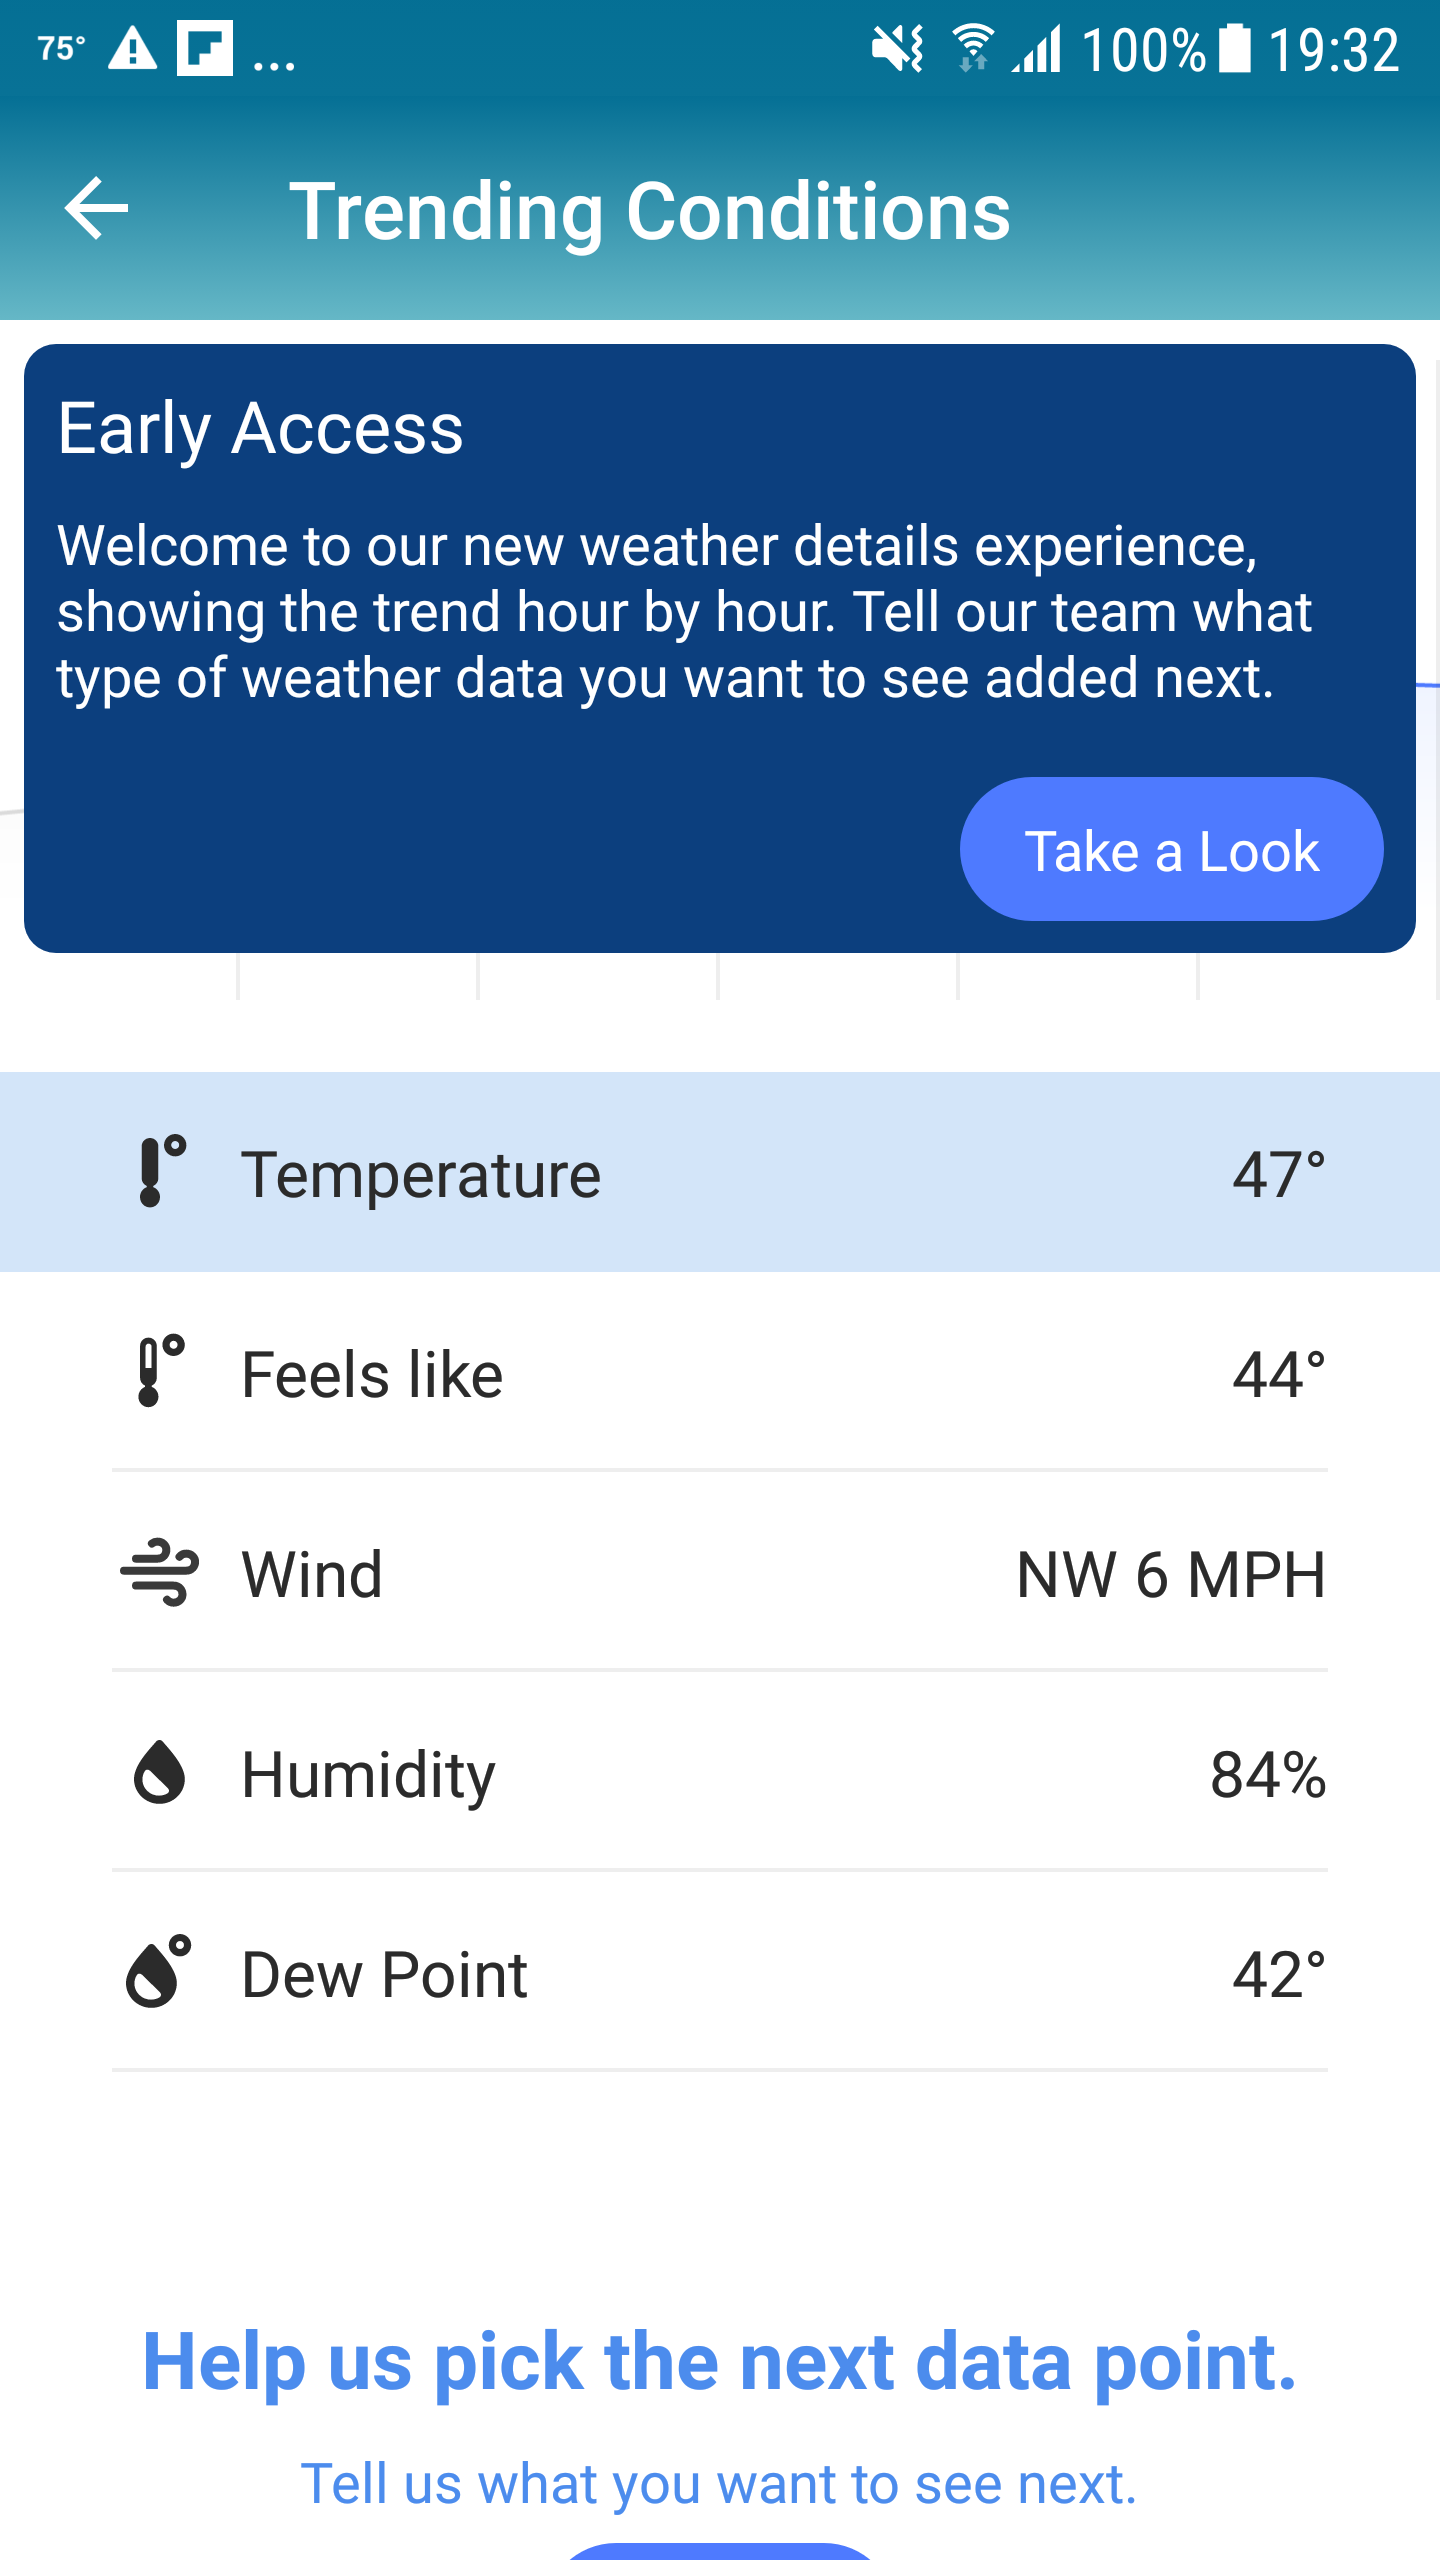 75° ... 100% 19:32
Trending Conditions
Early Access
Welcome to our new weather details experience,
showing the trend hour by hour. Tell our team what
type of weather data you want to see added next.
Take a Look
Temperature 47°
Feels like 44°
Wind NW 6 MPH
Humidity 84%
Dew Point 42°
Help us pick the next data point.
Tell us what you want to see next.